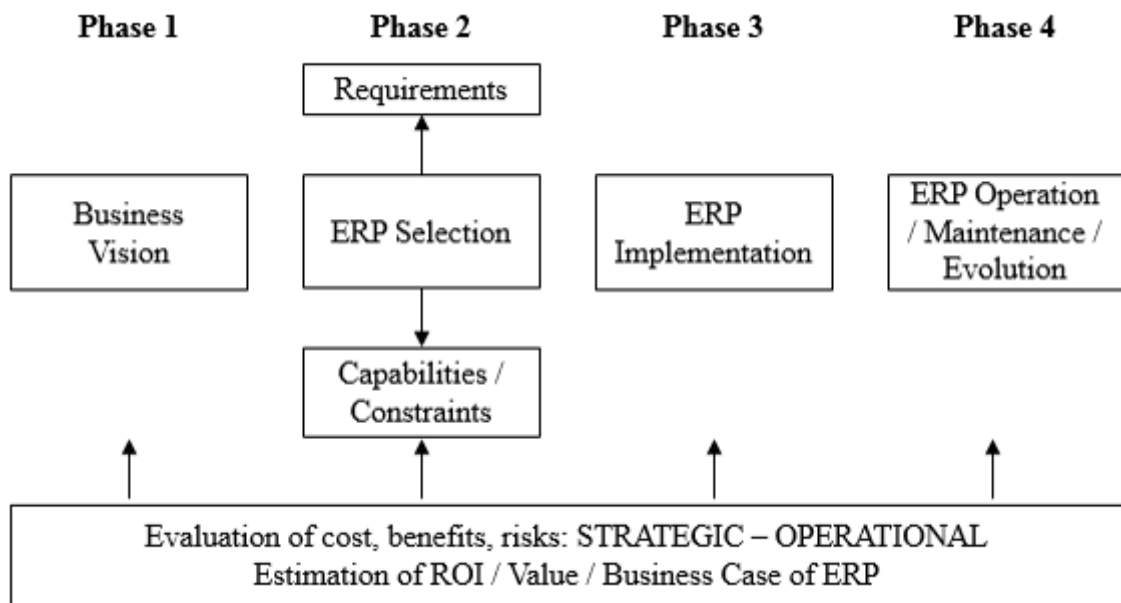 Phase 1
Phase 2
Phase 3
Phase 4
Requirements
Business
Vision
ERP Selection
ERP
Implementation
ERP Operation
/ Maintenance /
Evolution
Capabilities /
Constraints
Evaluation of cost, benefits, risks: STRATEGIC – OPERATIONAL
Estimation of ROI / Value / Business Case of ERP